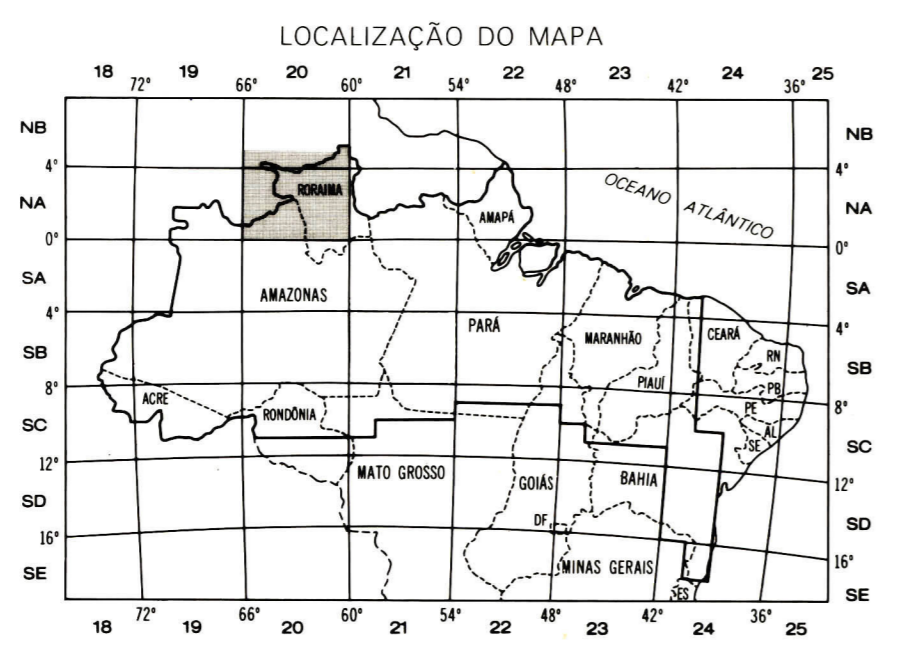 LOCALIZAÇÃO DO MAPA
18 19 20 21 22 23 24 25
72° 66° 60° 54° 48° 42° 36°
NB NB
4° 4°
RORAIMA
OCEANO ATLÂNTICO
NA NA
AMAPÁ
0° 0°
SA SA
AMAZONAS
4° 4°
PARÁ
MARANHÃO
CEARÁ
SB SB
RN
PIAUÍ
8° 8°
PB
ACRE
RONDÔNIA
PE
SC SC
AL
SE
12° 12°
MATO GROSSO
GOIÁS
BAHIA
SD SD
DF
16° 16°
MINAS GERAIS
SE SE
ES
72° 66° 60° 54° 48° 42° 36°
18 19 20 21 22 23 24 25